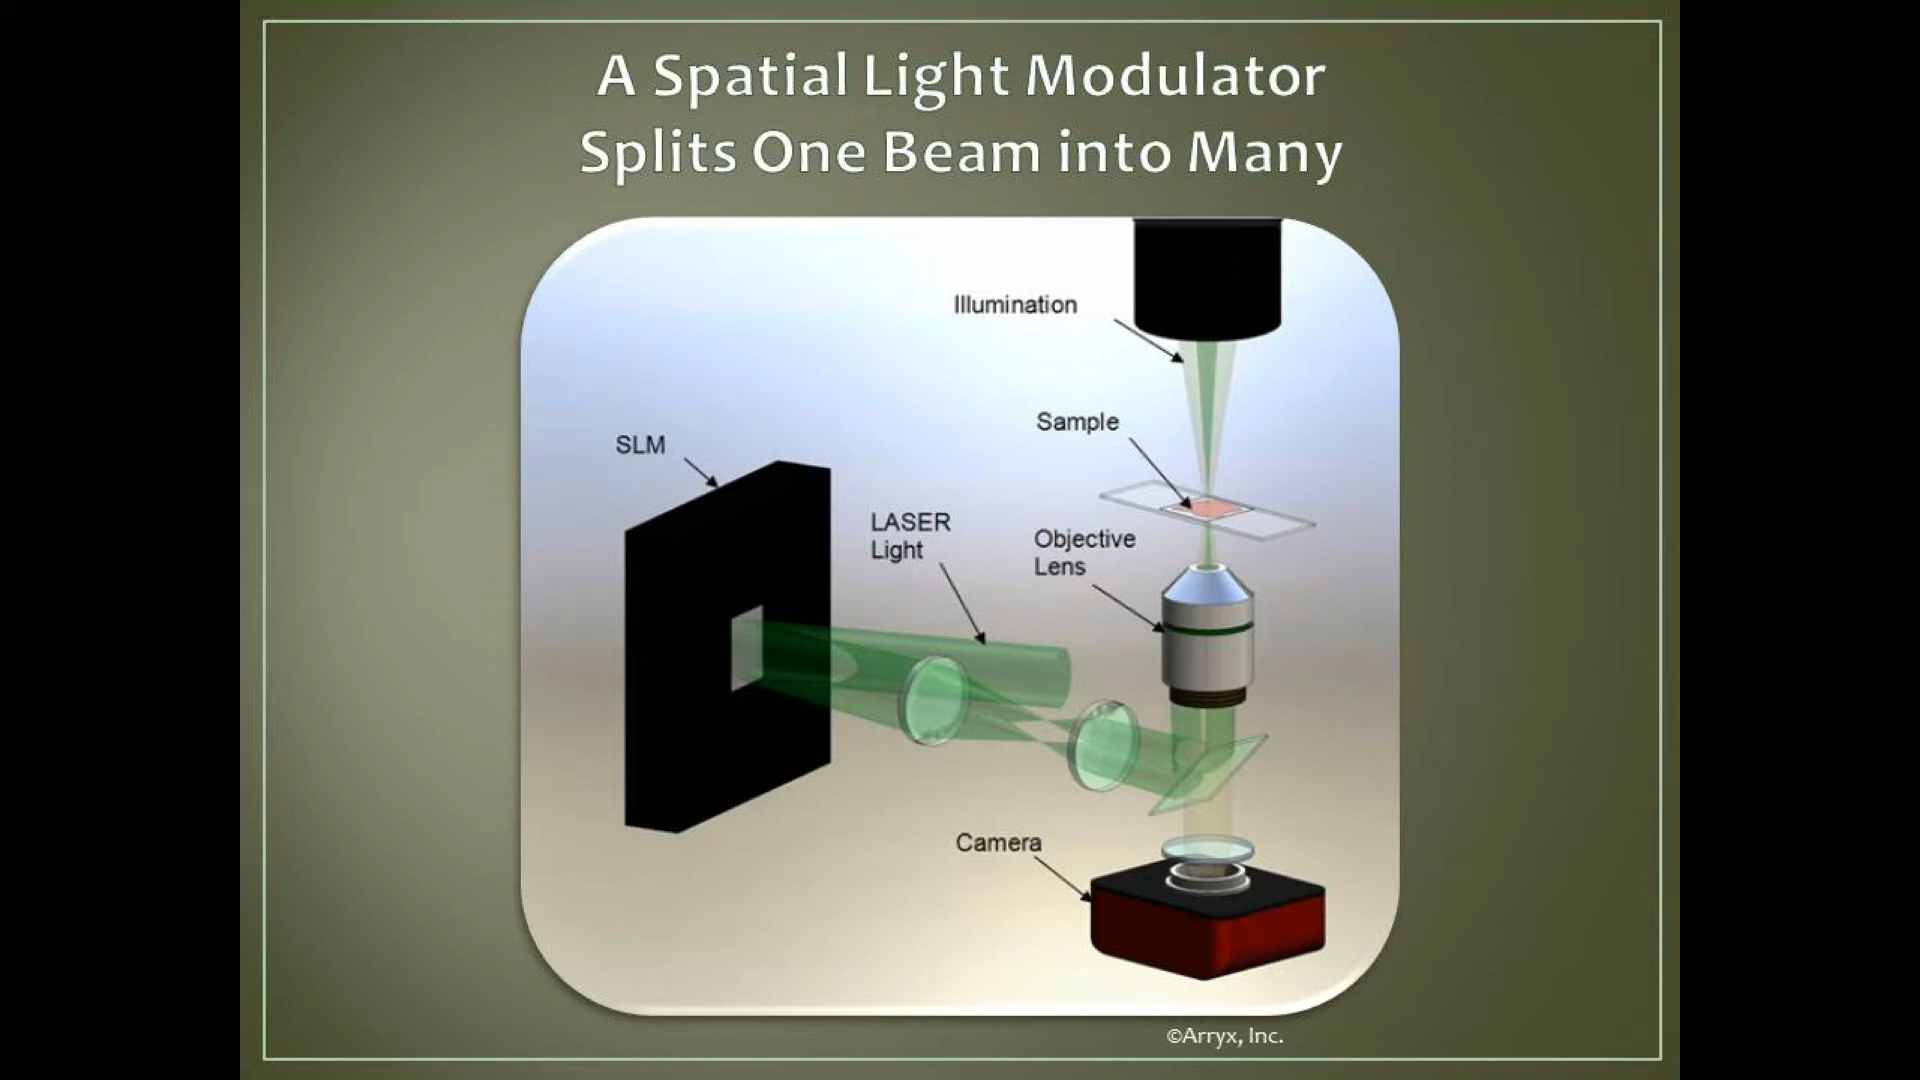 A Spatial Light Modulator
Splits One Beam into Many
Illumination
Sample
SLM
LASER
Light
Objective
Lens
Camera
©Arryx, Inc.